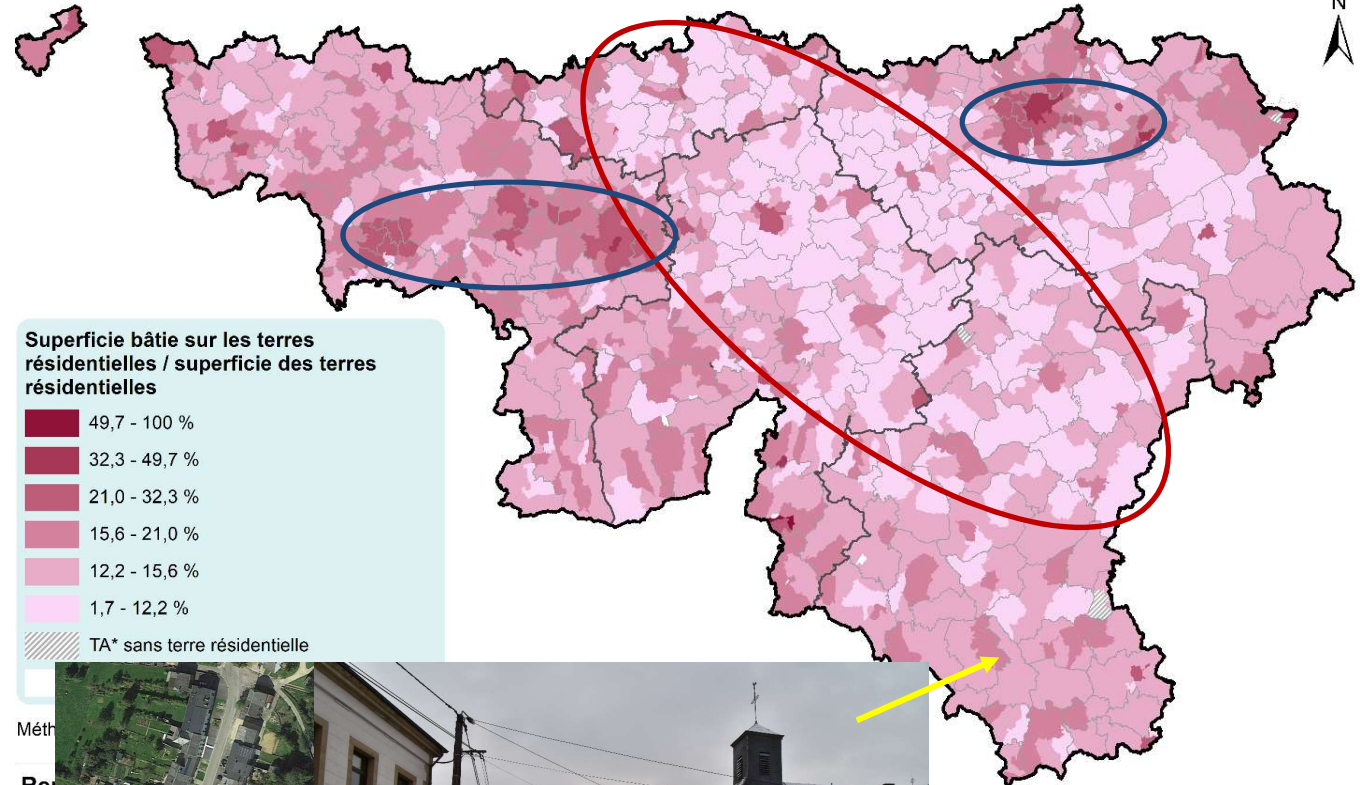 N
Superficie bâtie sur les terres
résidentielles / superficie des terres
résidentielles
49,7 - 100 %
32,3 - 49,7 %
21,0 - 32,3 %
15,6 - 21,0 %
12,2 - 15,6 %
1,7 - 12,2 %
TA* sans terre résidentielle